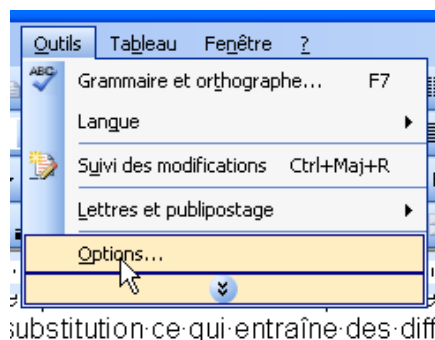 Outils Tableau Fenêtre ?
ABC
Grammaire et orthographe... F7
Langue
Suivi des modifications Ctrl+Maj+R
Lettres et publipostage
Options...
substitution·ce·qui·entraîne·des·diff